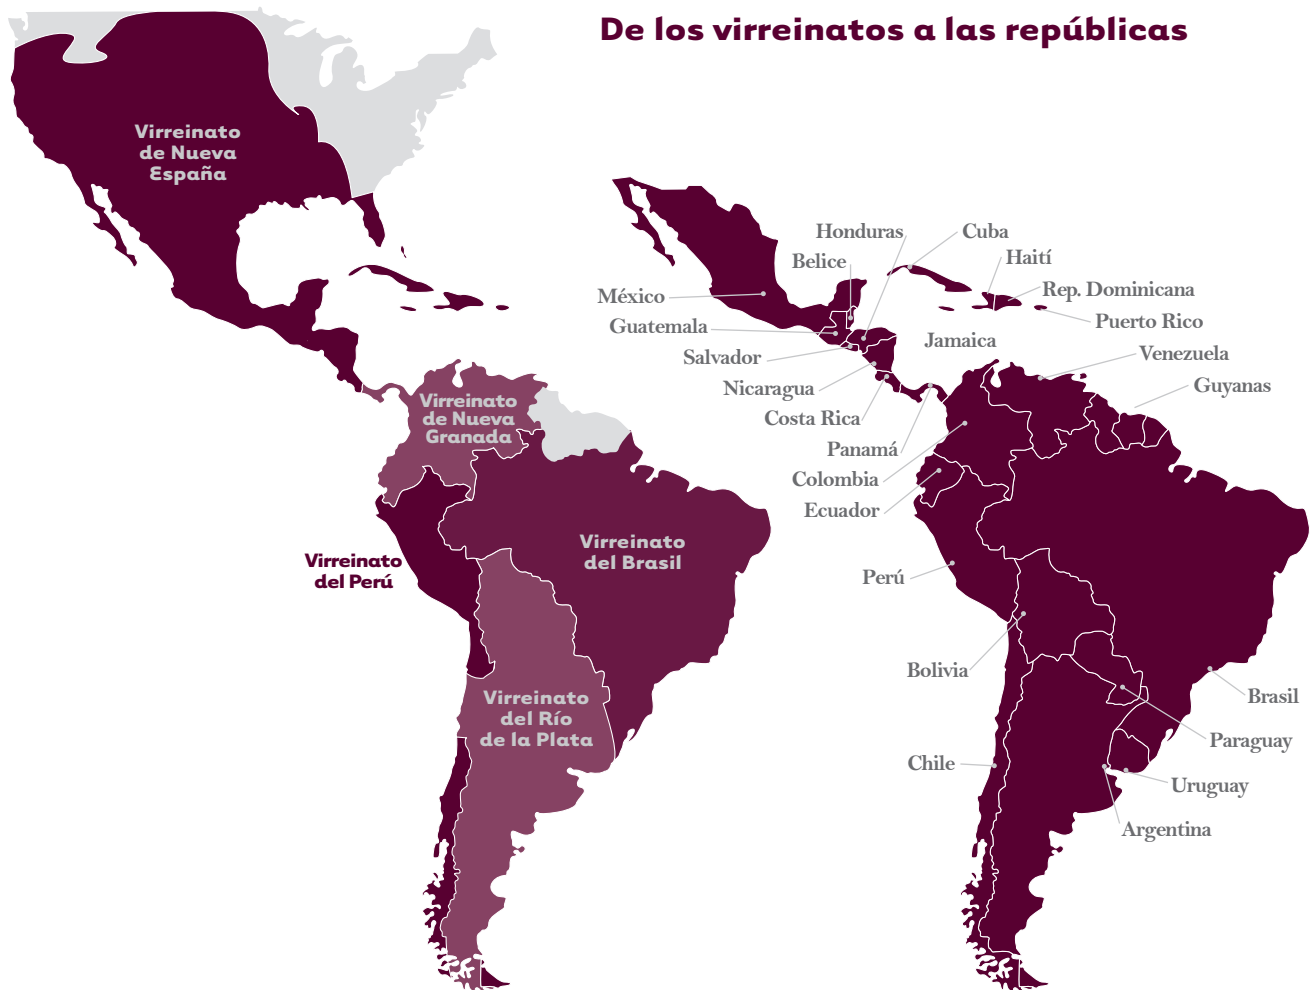 De los virreinatos a las repúblicas
Virreinato
de Nueva
España
Virreinato
de Nueva
Granada
Virreinato
del Perú
Virreinato
del Brasil
Virreinato
del Río
de la Plata
Honduras
Cuba
Belice
Haití
México
Rep. Dominicana
Guatemala
Puerto Rico
Salvador
Jamaica
Venezuela
Nicaragua
Guyanas
Costa Rica
Panamá
Colombia
Ecuador
Perú
Bolivia
Brasil
Paraguay
Chile
Uruguay
Argentina